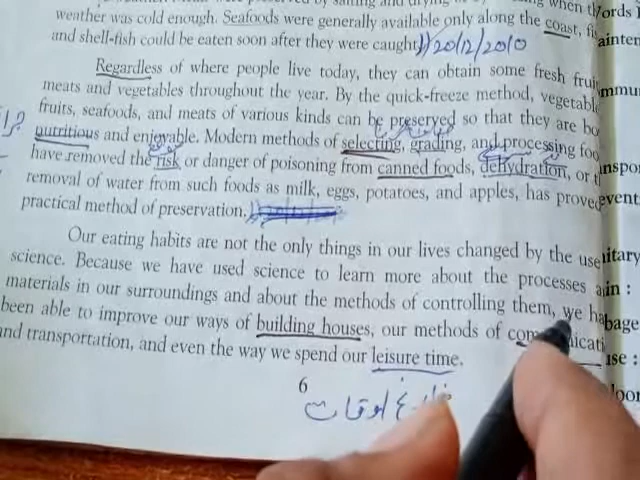 weather was cold enough. Seafoods were generally available only along the coast,
and shell-fish could be eaten soon after they were caught. 20/12/2010
Regardless of where people live today, they can obtain some fresh
meats and vegetables throughout the year. By the quick-freeze method,
fruits, seafoods, and meats of various kinds can be preserved so that they are
nutritious and enjoyable. Modern methods of selecting, grading, and processing
have removed the risk or danger of poisoning from canned foods, dehydration, or
removal of water from such foods as milk, eggs, potatoes, and apples, has proved
practical method of preservation.
Our eating habits are not the only things in our lives changed by the use
science. Because we have used science to learn more about the processes
materials in our surroundings and about the methods of controlling them, we
been able to improve our ways of building houses, our methods of
and transportation, and even the way we spend our leisure time.
6
فارغ اوقات